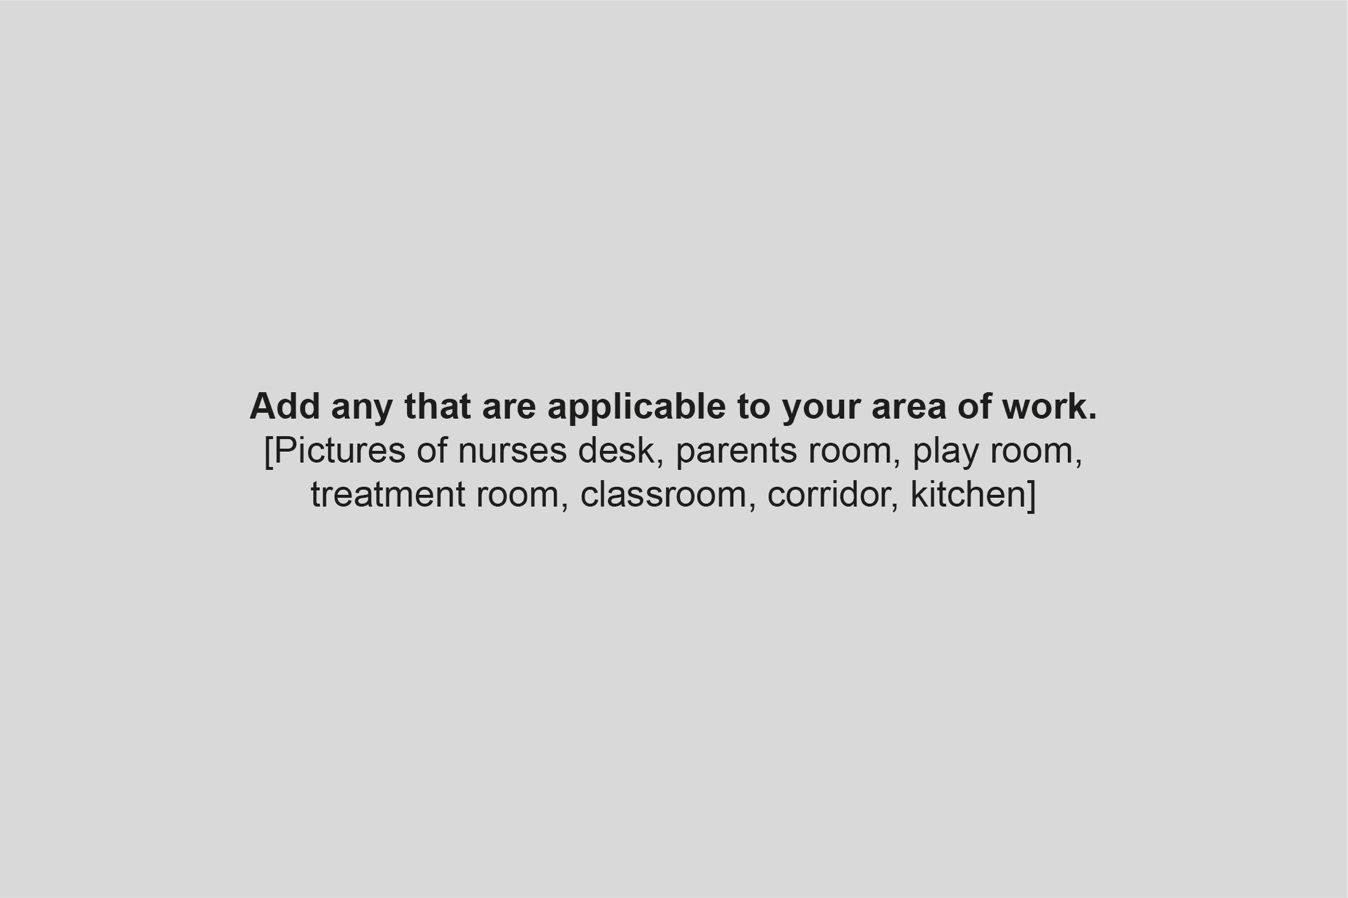 Add any that are applicable to your area of work.
[Pictures of nurses desk, parents room, play room,
treatment room, classroom, corridor, kitchen]